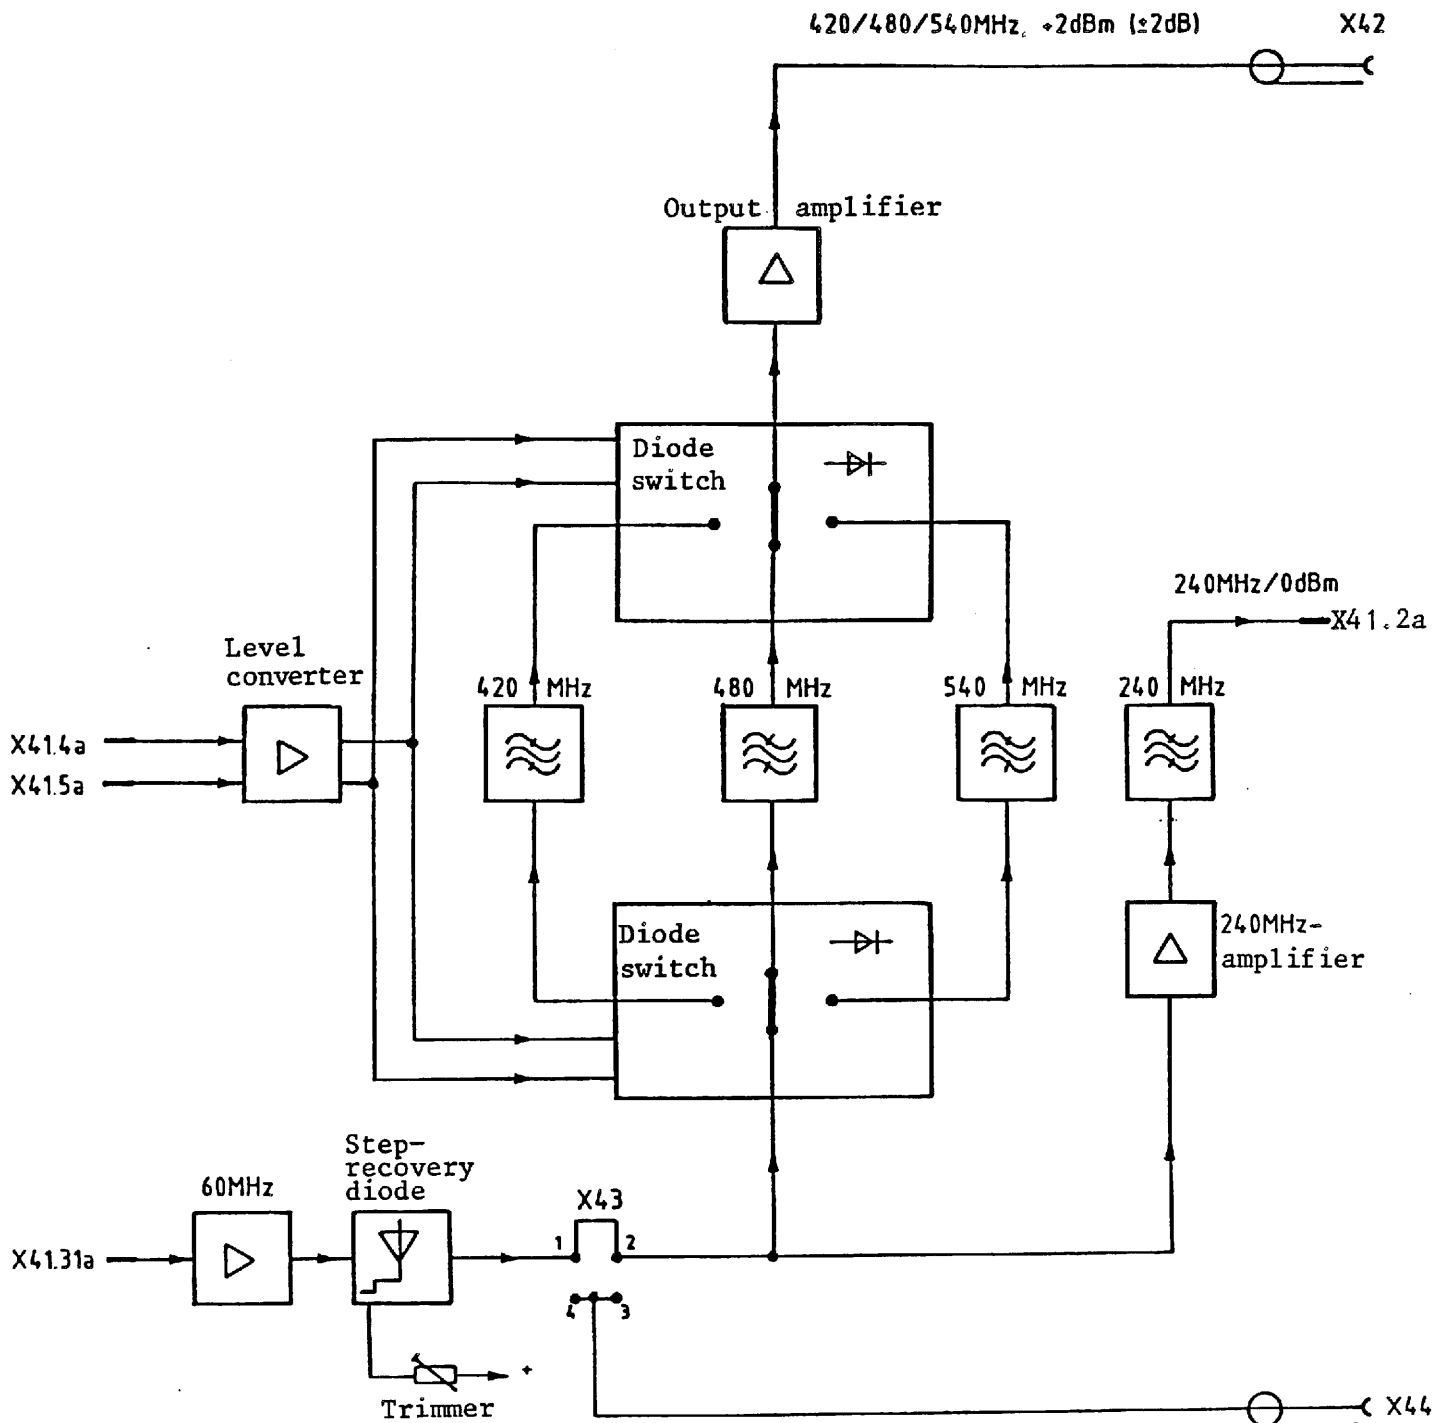 420/480/540MHz, +2dBm (±2dB)
X42
Output amplifier
Diode
switch
240MHz/0dBm
X41.2a
Level
converter
420 MHz
480 MHz
540 MHz
240 MHz
X41.4a
X41.5a
Diode
switch
240MHz-
amplifier
Step-
recovery
diode
60MHz
X43
1
2
X41.31a
4
3
+
Trimmer
X44